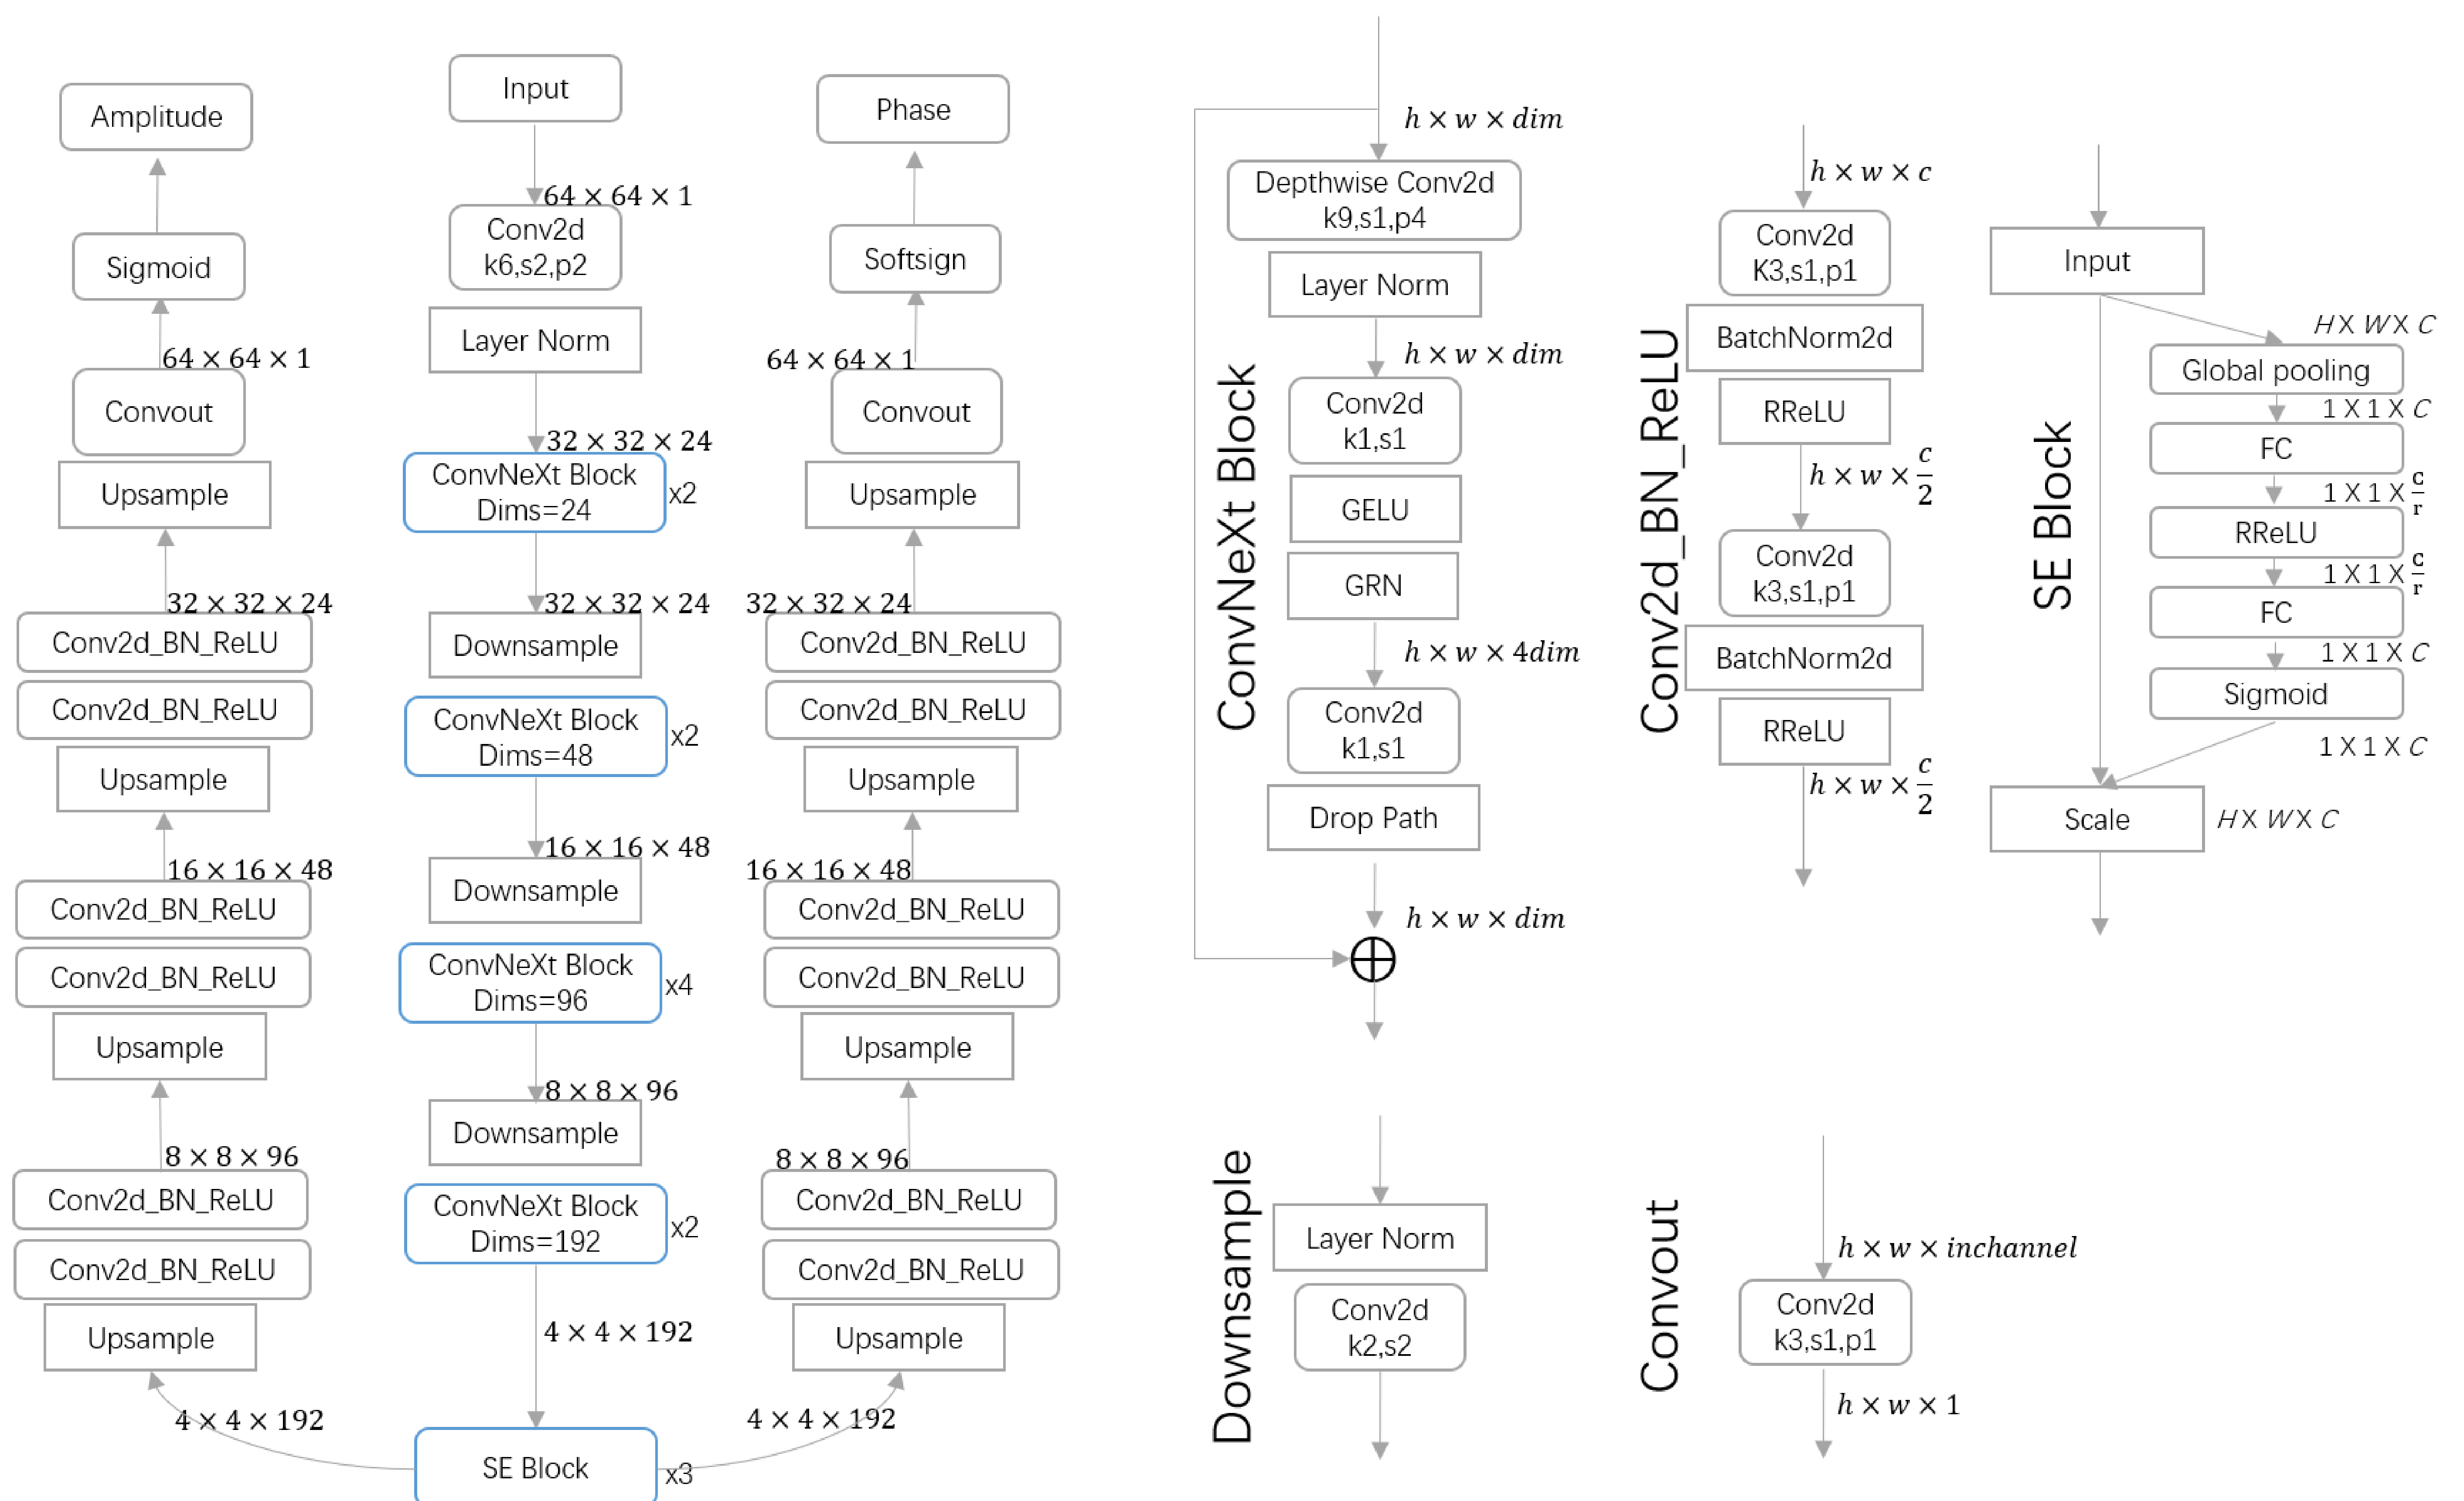 Amplitude
Sigmoid
64 × 64 × 1
Convout
Upsample
32 × 32 × 24
Conv2d_BN_ReLU
Conv2d_BN_ReLU
Upsample
16 × 16 × 48
Conv2d_BN_ReLU
Conv2d_BN_ReLU
Upsample
8 × 8 × 96
Conv2d_BN_ReLU
Conv2d_BN_ReLU
Upsample
4 × 4 × 192
Input
64 × 64 × 1
Conv2d
k6,s2,p2
Layer Norm
32 × 32 × 24
ConvNeXt Block
Dims=24
x2
32 × 32 × 24
Downsample
ConvNeXt Block
Dims=48
x2
16 × 16 × 48
Downsample
ConvNeXt Block
Dims=96
x4
8 × 8 × 96
Downsample
ConvNeXt Block
Dims=192
x2
4 × 4 × 192
SE Block
x3
Phase
Softsign
64 × 64 × 1
Convout
Upsample
32 × 32 × 24
Conv2d_BN_ReLU
Conv2d_BN_ReLU
Upsample
16 × 16 × 48
Conv2d_BN_ReLU
Conv2d_BN_ReLU
Upsample
8 × 8 × 96
Conv2d_BN_ReLU
Conv2d_BN_ReLU
Upsample
4 × 4 × 192
ConvNeXt Block
h × w × dim
Depthwise Conv2d
k9,s1,p4
Layer Norm
h × w × dim
Conv2d
k1,s1
GELU
GRN
h × w × 4dim
Conv2d
k1,s1
Drop Path
h × w × dim
Conv2d_BN_ReLU
h × w × c
Conv2d
K3,s1,p1
BatchNorm2d
RReLU
h × w × c/2
Conv2d
k3,s1,p1
BatchNorm2d
RReLU
h × w × c/2
SE Block
Input
H X W X C
Global pooling
1 X 1 X C
FC
1 X 1 X c/r
RReLU
1 X 1 X c/r
FC
1 X 1 X C
Sigmoid
1 X 1 X C
Scale
H X W X C
Downsample
Layer Norm
Conv2d
k2,s2
Convout
h × w × inchannel
Conv2d
k3,s1,p1
h × w × 1